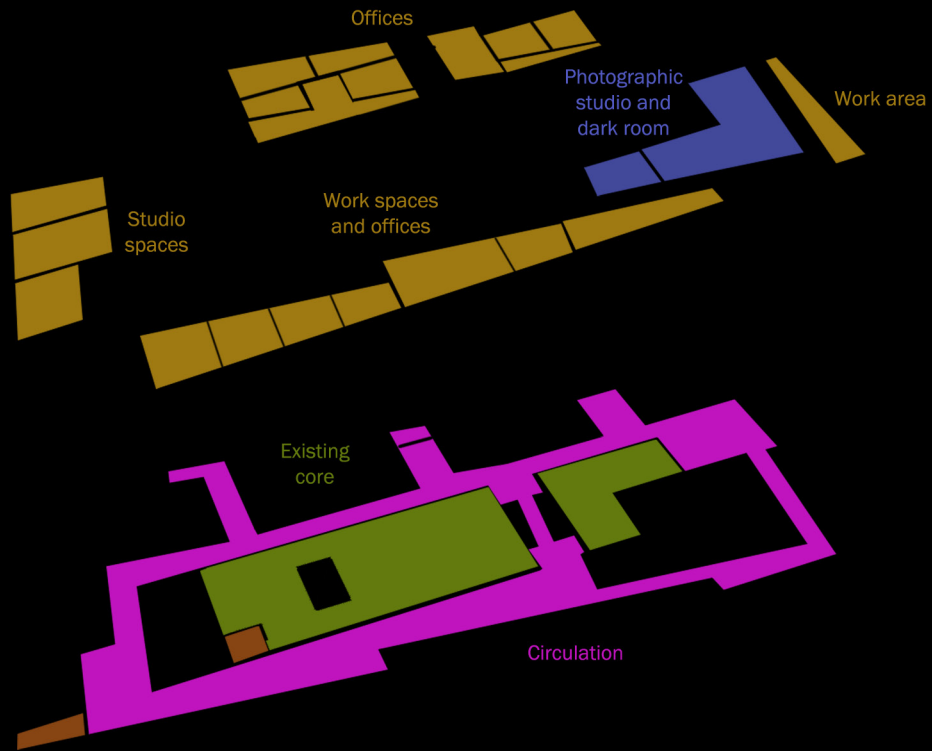 Offices
Photographic
studio and
dark room
Work area
Work spaces
and offices
Studio
spaces
Existing
core
Circulation